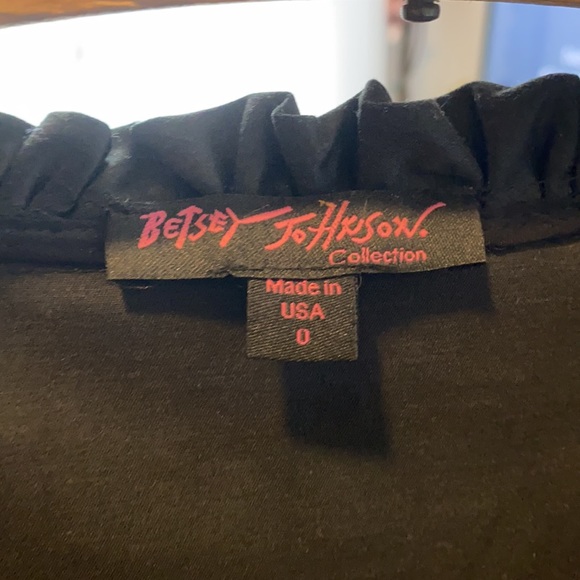 BETSEY JOHNSON.
Collection
Made in
USA
0